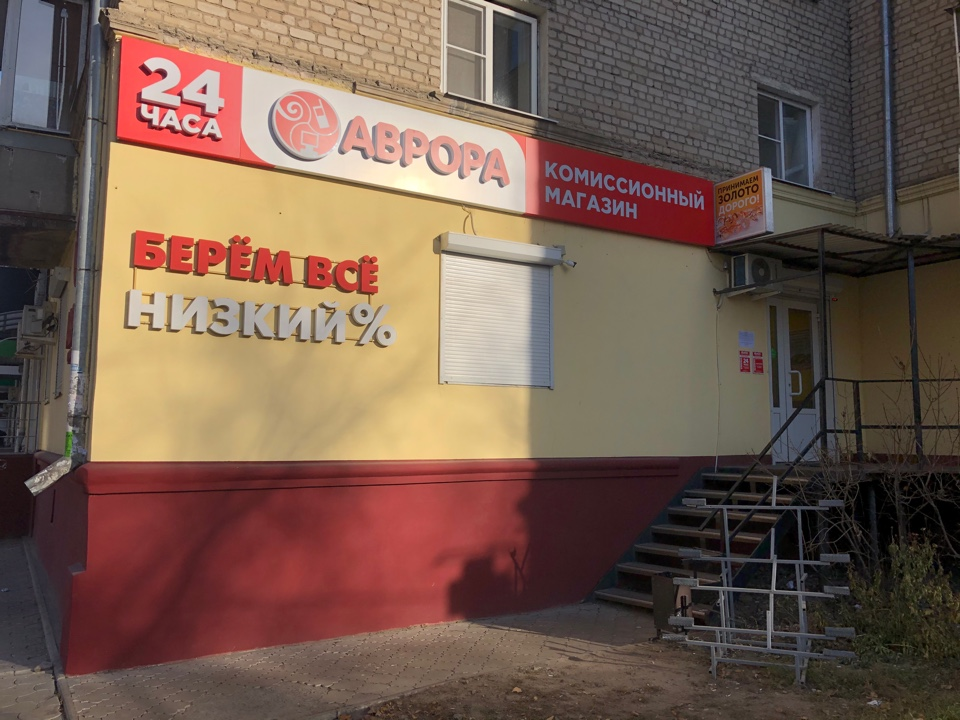 24
ЧАСА
АВРОРА
КОМИССИОННЫЙ
МАГАЗИН
ПРИНИМАЕМ
ЗОЛОТО
ДОРОГО!
БЕРЁМ ВСЁ
НИЗКИЙ%